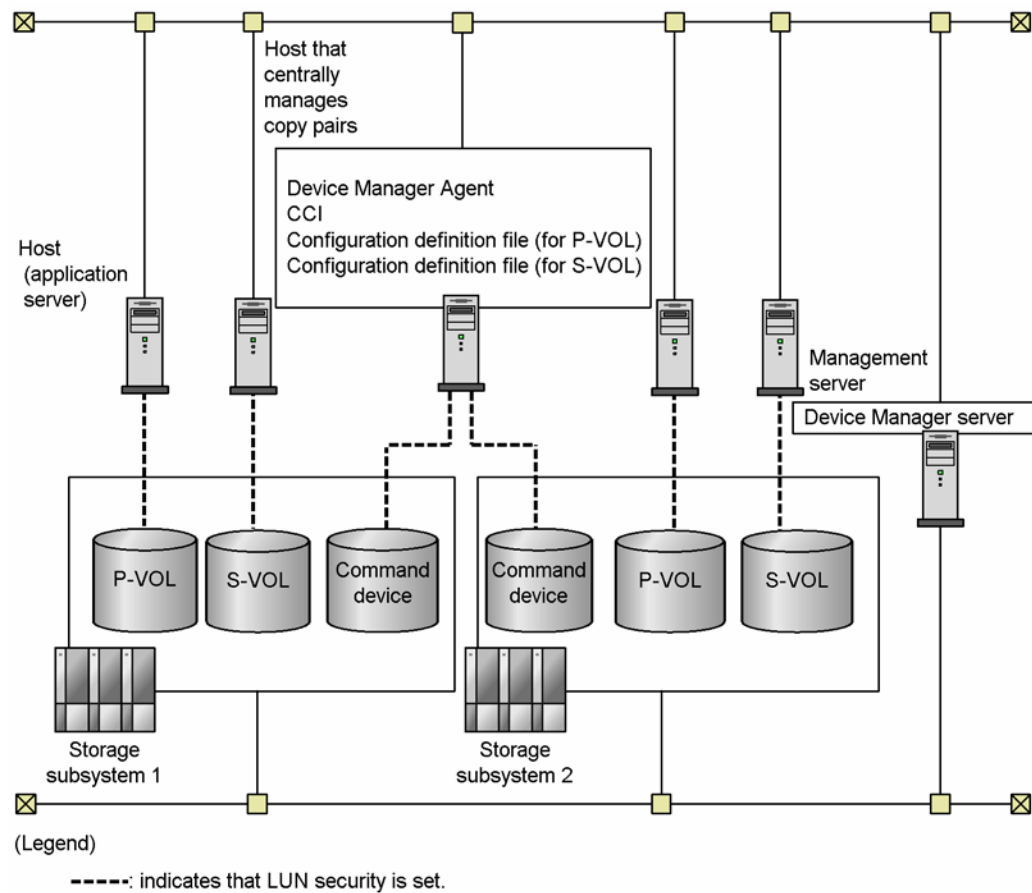 Host that
centrally
manages
copy pairs
Device Manager Agent
CCI
Configuration definition file (for P-VOL)
Configuration definition file (for S-VOL)
Host
(application
server)
Management
server
Device Manager server
P-VOL
S-VOL
Command
device
Command
device
P-VOL
S-VOL
Storage
subsystem 1
Storage
subsystem 2
(Legend)
: indicates that LUN security is set.